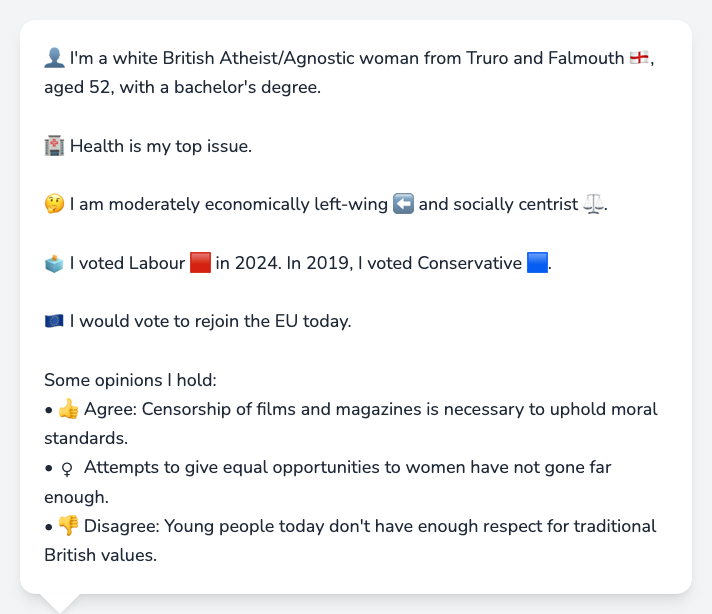 👤 I'm a white British Atheist/Agnostic woman from Truro and Falmouth 🏴󠁧󠁢󠁥󠁮󠁧󠁿,
aged 52, with a bachelor's degree.
🏥 Health is my top issue.
🤔 I am moderately economically left-wing ⬅️ and socially centrist ⚖️.
🗳️ I voted Labour 🟥 in 2024. In 2019, I voted Conservative 🟦.
🇪🇺 I would vote to rejoin the EU today.
Some opinions I hold:
• 👍 Agree: Censorship of films and magazines is necessary to uphold moral
standards.
• ♀ Attempts to give equal opportunities to women have not gone far
enough.
• 👎 Disagree: Young people today don't have enough respect for traditional
British values.